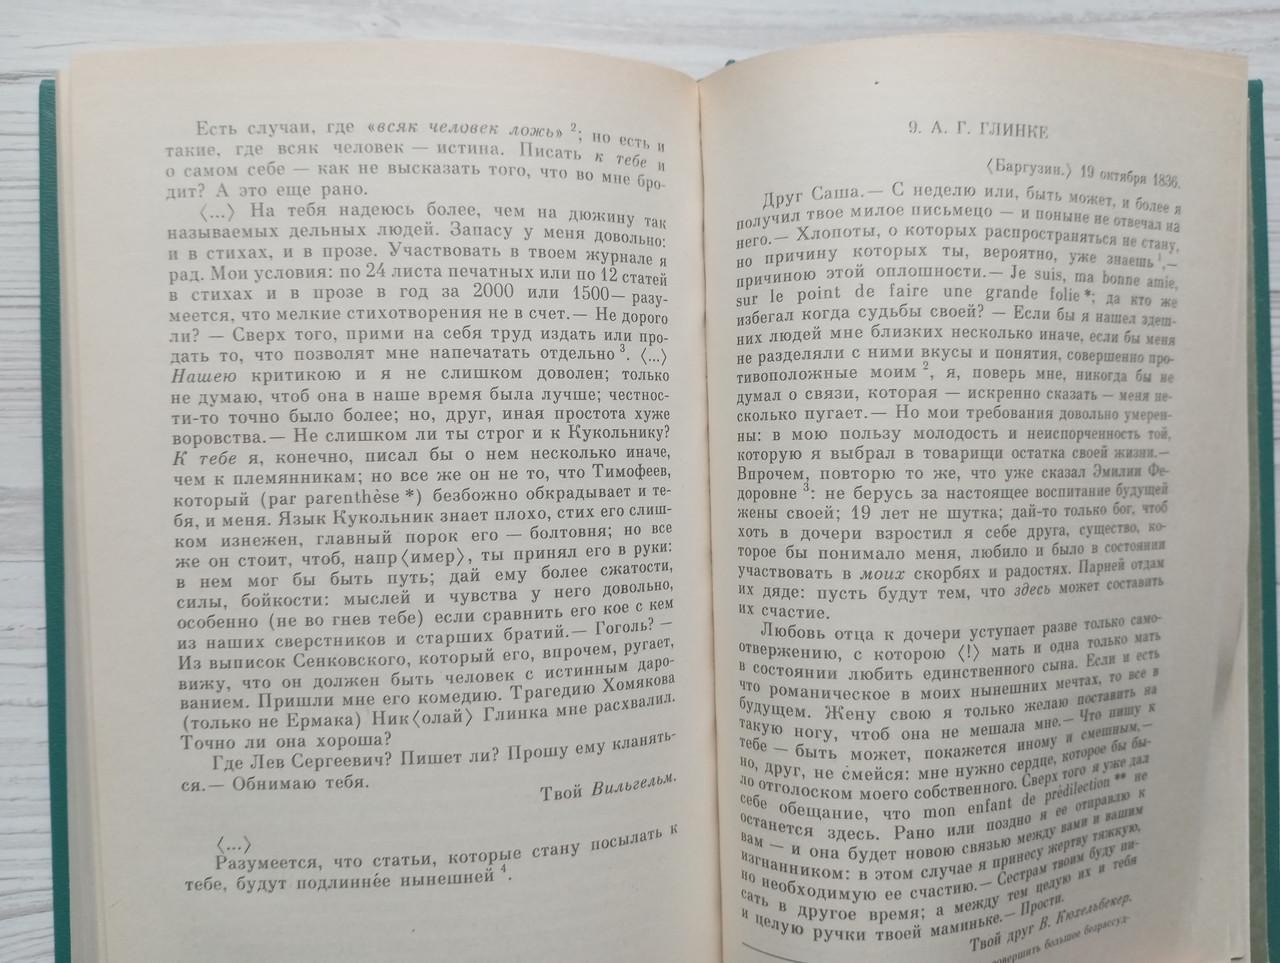 Есть случаи, где «всяк человек ложь» 2; но есть и
такие, где всяк человек — истина. Писать к тебе и
о самом себе — как не высказать того, что во мне бро-
дит? А это еще рано.
⟨...⟩ На тебя надеюсь более, чем на дюжину так
называемых дельных людей. Запасу у меня довольно:
и в стихах, и в прозе. Участвовать в твоем журнале я
рад. Мои условия: по 24 листа печатных или по 12 статей
в стихах и в прозе в год за 2000 или 1500— разу-
меется, что мелкие стихотворения не в счет.— Не дорого
ли? — Сверх того, прими на себя труд издать или про-
дать то, что позволят мне напечатать отдельно 3. ⟨...⟩
Нашею критикою и я не слишком доволен; только
не думаю, чтоб она в наше время была лучше; честнос-
ти-то точно было более; но, друг, иная простота хуже
воровства.— Не слишком ли ты строг и к Кукольнику?
К тебе я, конечно, писал бы о нем несколько иначе,
чем к племянникам; но все же он не то, что Тимофеев,
который (par parenthèse *) безбожно обкрадывает и те-
бя, и меня. Язык Кукольник знает плохо, стих его слиш-
ком изнежен, главный порок его — болтовня; но все
же он стоит, чтоб, напр⟨имер⟩, ты принял его в руки:
в нем мог бы быть путь; дай ему более сжатости,
силы, бойкости: мыслей и чувства у него довольно,
особенно (не во гнев тебе) если сравнить его кое с кем
из наших сверстников и старших братий.— Гоголь? —
Из выписок Сенковского, который его, впрочем, ругает,
вижу, что он должен быть человек с истинным даро-
ванием. Пришли мне его комедию. Трагедию Хомякова
(только не Ермака) Ник⟨олай⟩ Глинка мне расхвалил.
Точно ли она хороша?
Где Лев Сергеевич? Пишет ли? Прошу ему кланять-
ся.— Обнимаю тебя.
Твой Вильгельм.
⟨...⟩
Разумеется, что статьи, которые стану посылать к
тебе, будут подлиннéе нынешней 4.
9. А. Г. ГЛИНКЕ
⟨Баргузин.⟩ 19 октября 1836.
Друг Саша.— С неделю или, быть может, и более я
получил твое милое письмецо — и поныне не отвечал на
него.— Хлопоты, о которых распространяться не стану,
но причину которых ты, вероятно, уже знаешь 1,—
причиною этой оплошности.— Je suis, ma bonne amie,
sur le point de faire une grande folie *; да кто же
избегал когда судьбы своей? — Если бы я нашел здеш-
них людей мне близких несколько иначе, если бы меня
не разделяли с ними вкусы и понятия, совершенно про-
тивоположные моим 2, я, поверь мне, никогда бы не
думал о связи, которая — искренно сказать — меня не-
сколько пугает.— Но мои требования довольно умерен-
ны: в мою пользу молодость и неиспорченность той,
которую я выбрал в товарищи остатка своей жизни.—
Впрочем, повторю то же, что уже сказал Эмилии Фе-
доровне 3: не берусь за настоящее воспитание будущей
жены своей; 19 лет не шутка; дай-то только бог, чтоб
хоть в дочери взростил я себе друга, существо, ко-
торое бы понимало меня, любило и было в состоянии
участвовать в моих скорбях и радостях. Парней отдам
их дяде: пусть будут тем, что здесь может составить
их счастие.
Любовь отца к дочери уступает разве только само-
отвержению, с которою ⟨!⟩ мать и одна только мать
в состоянии любить единственного сына. Если и есть
что романическое в моих нынешних мечтах, то все в
будущем. Жену свою я только желаю поставить на
такую ногу, чтоб она не мешала мне.— Что пишу к
тебе — быть может, покажется иному и смешным,—
но, друг, не смейся: мне нужно сердце, которое бы бы-
ло отголоском моего собственного. Сверх того я уже дал
себе обещание, что mon enfant de prédilection ** не
останется здесь. Рано или поздно я ее отправлю к
вам — и она будет новою связью между вами и вашим
изгнанником: в этом случае я принесу жертву тяжкую,
но необходимую ее счастию.— Сестрам твоим буду пи-
сать в другое время; а между тем целую их и тебя
и целую ручки твоей маминьке.— Прости.
Твой друг В. Кюхельбекер.
совершить большое безрассуд-